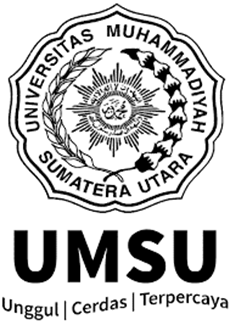 UNIVERSITAS MUHAMMADIYAH
SUMATERA UTARA
UMSU
Unggul | Cerdas | Terpercaya